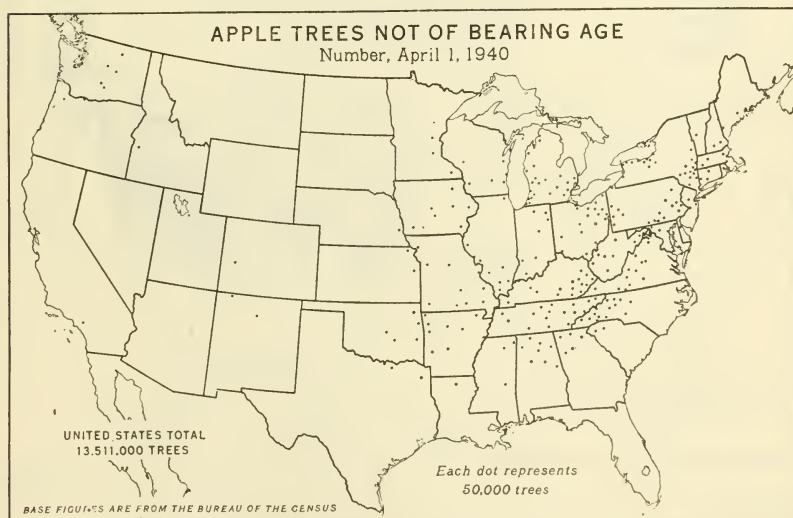 APPLE TREES NOT OF BEARING AGE
Number, April 1, 1940
UNITED STATES TOTAL
13.511.000 TREES
Each dot represents
50,000 trees
BASE FIGURES ARE FROM THE BUREAU OF THE CENSUS